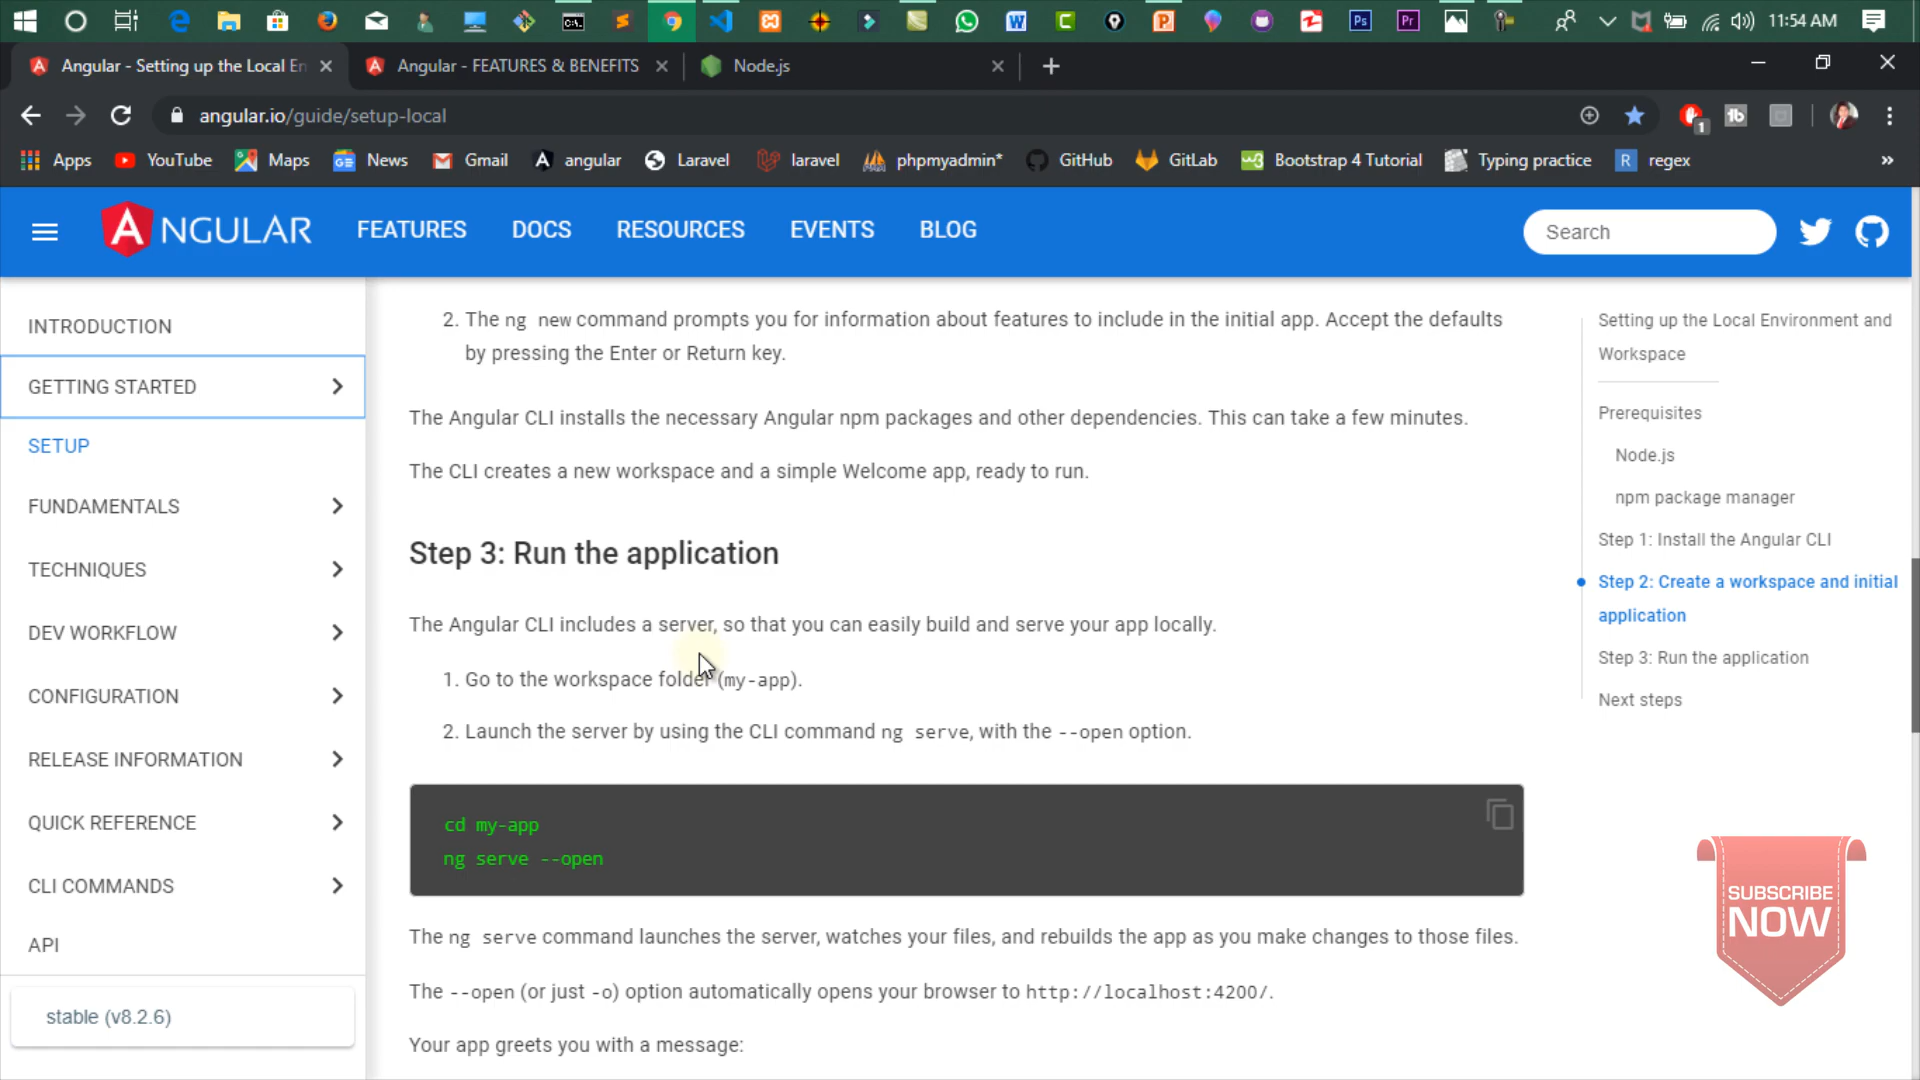 11:54 AM
Angular - Setting up the Local En
Angular - FEATURES & BENEFITS
Node.js
angular.io/guide/setup-local
1
Apps
YouTube
Maps
News
Gmail
angular
Laravel
laravel
phpmyadmin*
GitHub
GitLab
Bootstrap 4 Tutorial
Typing practice
R
regex
»
ANGULAR
FEATURES
DOCS
RESOURCES
EVENTS
BLOG
Search
INTRODUCTION
GETTING STARTED
SETUP
FUNDAMENTALS
TECHNIQUES
DEV WORKFLOW
CONFIGURATION
RELEASE INFORMATION
QUICK REFERENCE
CLI COMMANDS
API
stable (v8.2.6)
2. The ng new command prompts you for information about features to include in the initial app. Accept the defaults
by pressing the Enter or Return key.
The Angular CLI installs the necessary Angular npm packages and other dependencies. This can take a few minutes.
The CLI creates a new workspace and a simple Welcome app, ready to run.
Step 3: Run the application
The Angular CLI includes a server, so that you can easily build and serve your app locally.
1. Go to the workspace folder (my-app).
2. Launch the server by using the CLI command ng serve, with the --open option.
cd my-app
ng serve --open
The ng serve command launches the server, watches your files, and rebuilds the app as you make changes to those files.
The --open (or just -o) option automatically opens your browser to http://localhost:4200/.
Your app greets you with a message:
Setting up the Local Environment and
Workspace
Prerequisites
Node.js
npm package manager
Step 1: Install the Angular CLI
Step 2: Create a workspace and initial
application
Step 3: Run the application
Next steps
SUBSCRIBE
NOW